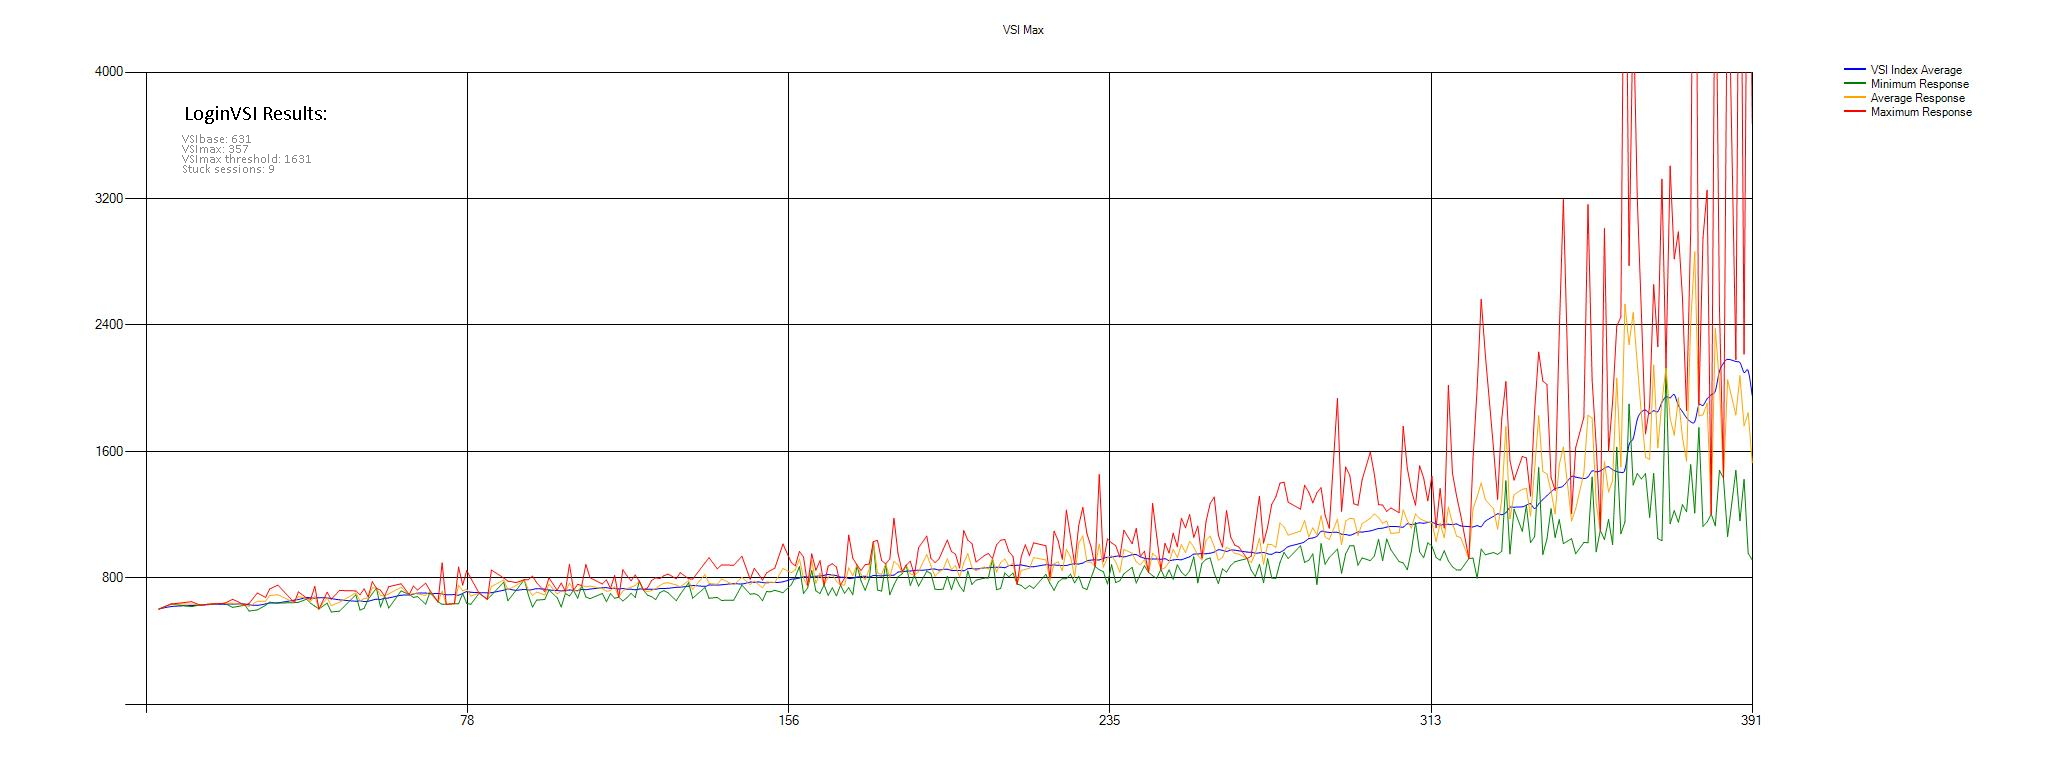 VSI Max
4000
3200
2400
1600
800
78
156
235
313
391
LoginVSI Results:
VSIbase: 631
VSImax: 357
VSImax threshold: 1631
Stuck sessions: 9
VSI Index Average
Minimum Response
Average Response
Maximum Response